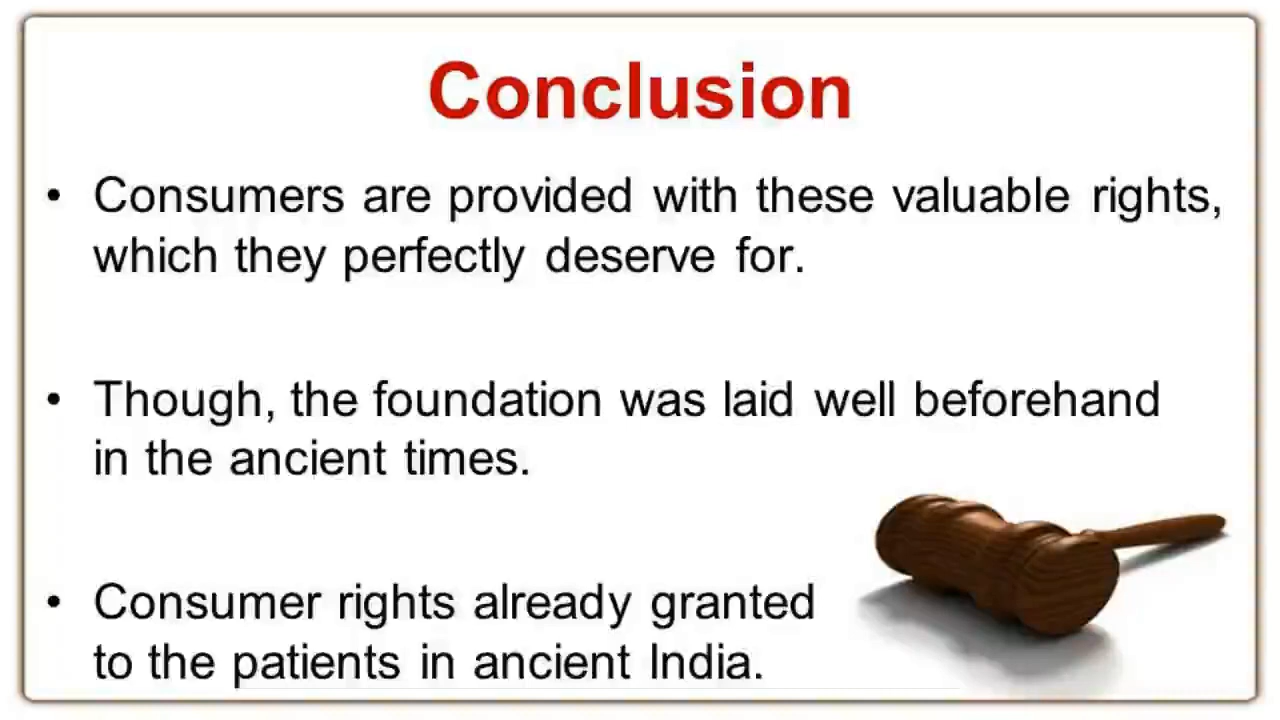 Conclusion
• Consumers are provided with these valuable rights,
which they perfectly deserve for.
• Though, the foundation was laid well beforehand
in the ancient times.
• Consumer rights already granted
to the patients in ancient India.